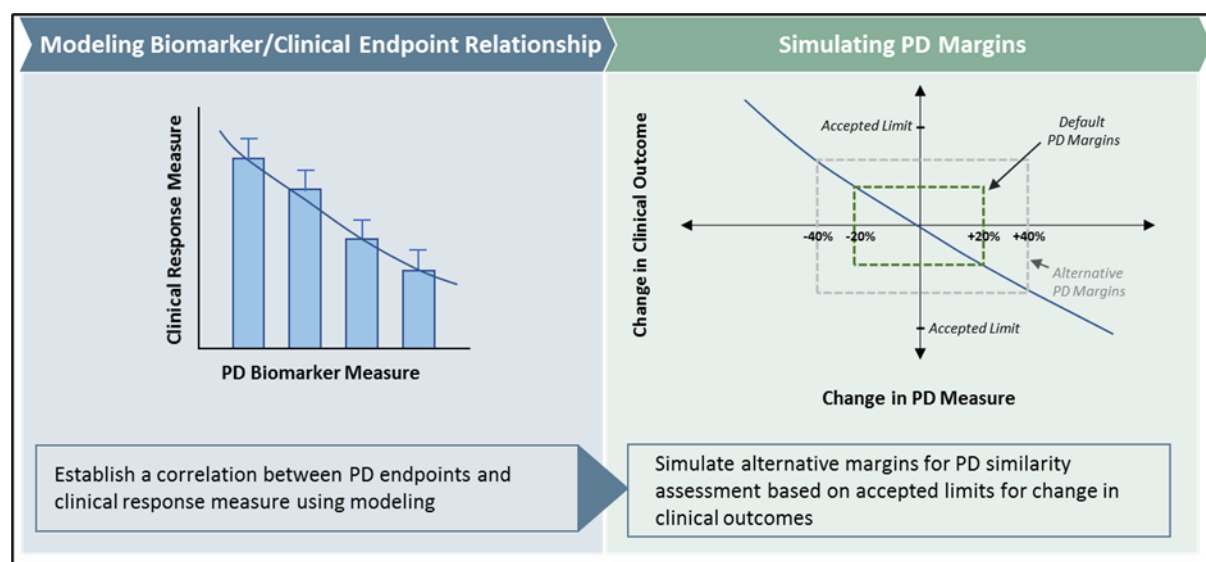 Modeling Biomarker/Clinical Endpoint Relationship
Simulating PD Margins
Clinical Response Measure
PD Biomarker Measure
Change in Clinical Outcome
Accepted Limit
Default
PD Margins
-40%
-20%
+20%
+40%
Alternative
PD Margins
Accepted Limit
Change in PD Measure
Establish a correlation between PD endpoints and
clinical response measure using modeling
Simulate alternative margins for PD similarity
assessment based on accepted limits for change in
clinical outcomes